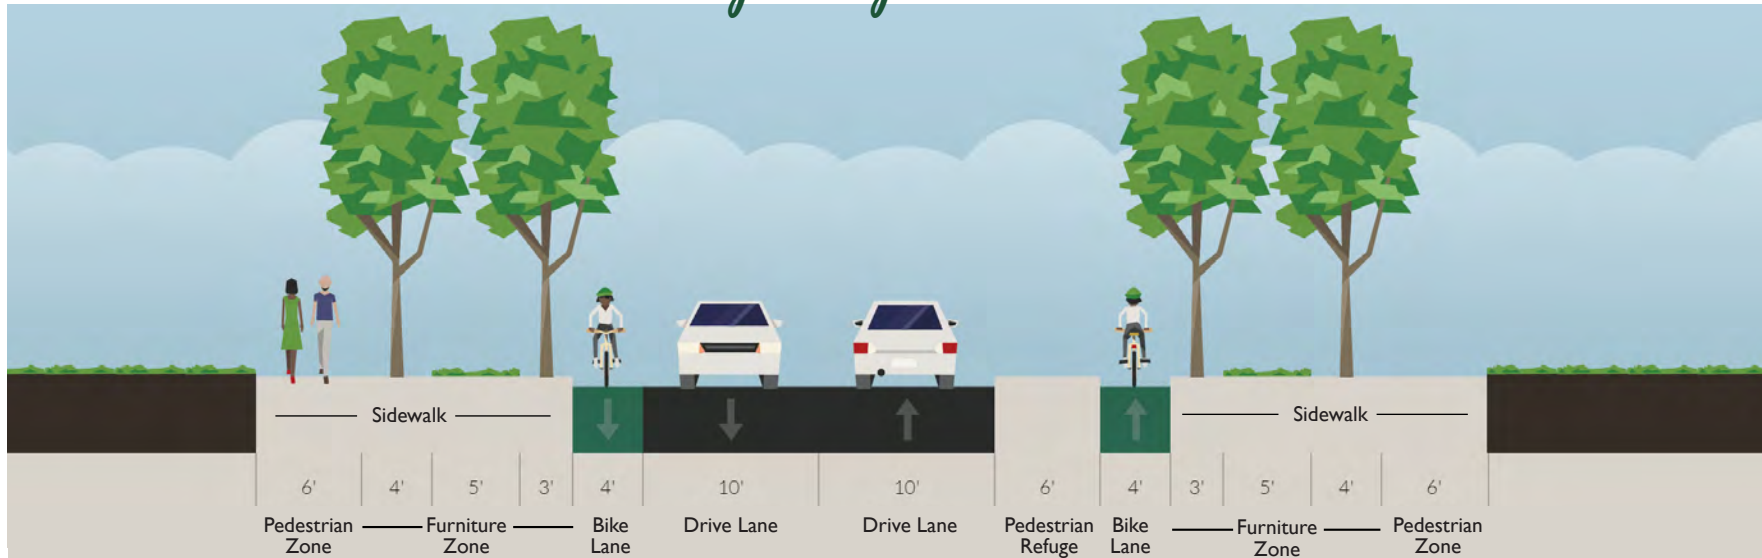 Sidewalk
Sidewalk
6' 4' 5' 3' 4' 10' 10' 6' 4' 3' 5' 4' 6'
Pedestrian Zone
Furniture Zone
Bike Lane
Drive Lane
Drive Lane
Pedestrian Refuge
Bike Lane
Furniture Zone
Pedestrian Zone